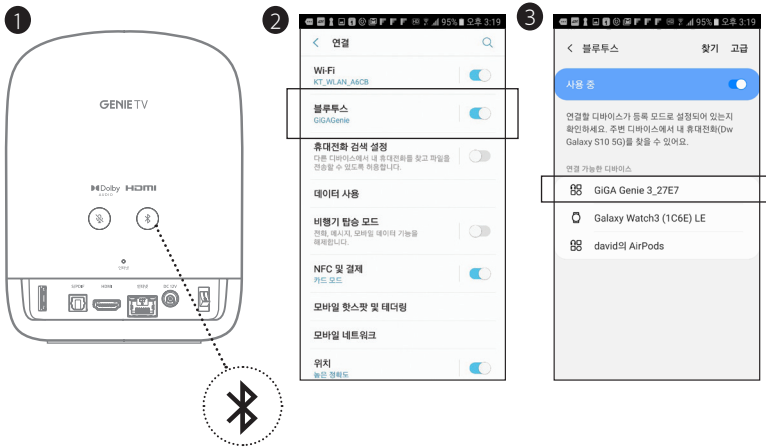 1
GENIE TV
Dolby
AUDIO
HDMI
S/PDIF
HDMI
인터넷
DC 12V
2
95% 오후 3:19
연결
Wi-Fi
KT_WLAN_A6CB
블루투스
GiGAGenie
휴대전화 검색 설정
다른 디바이스에서 내 휴대전화를 찾고 파일을
전송할 수 있도록 허용합니다.
데이터 사용
비행기 탑승 모드
전화, 메시지, 모바일 데이터 기능을
해제합니다.
NFC 및 결제
카드 모드
모바일 핫스팟 및 테더링
모바일 네트워크
위치
높은 정확도
3
95% 오후 3:19
블루투스
찾기 고급
사용 중
연결할 디바이스가 등록 모드로 설정되어 있는지
확인하세요. 주변 디바이스에서 내 휴대전화(Dw
Galaxy S10 5G)를 찾을 수 있어요.
연결 가능한 디바이스
GiGA Genie 3_27E7
Galaxy Watch3 (1C6E) LE
david의 AirPods